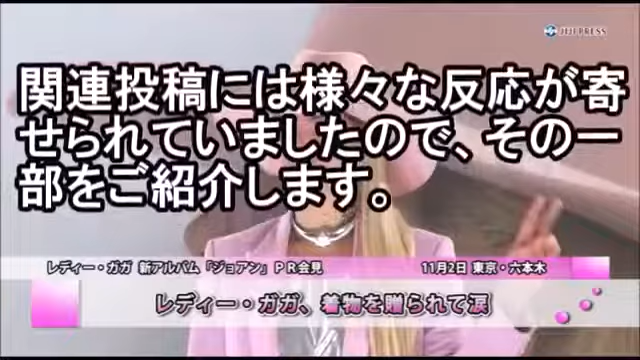 JIJI PRESS
関連投稿には様々な反応が寄
せられていましたので、その一
部をご紹介します。
レディー・ガガ 新アルバム「ジョアン」PR会見 11月2日 東京・六本木
レディー・ガガ、着物を贈られて涙